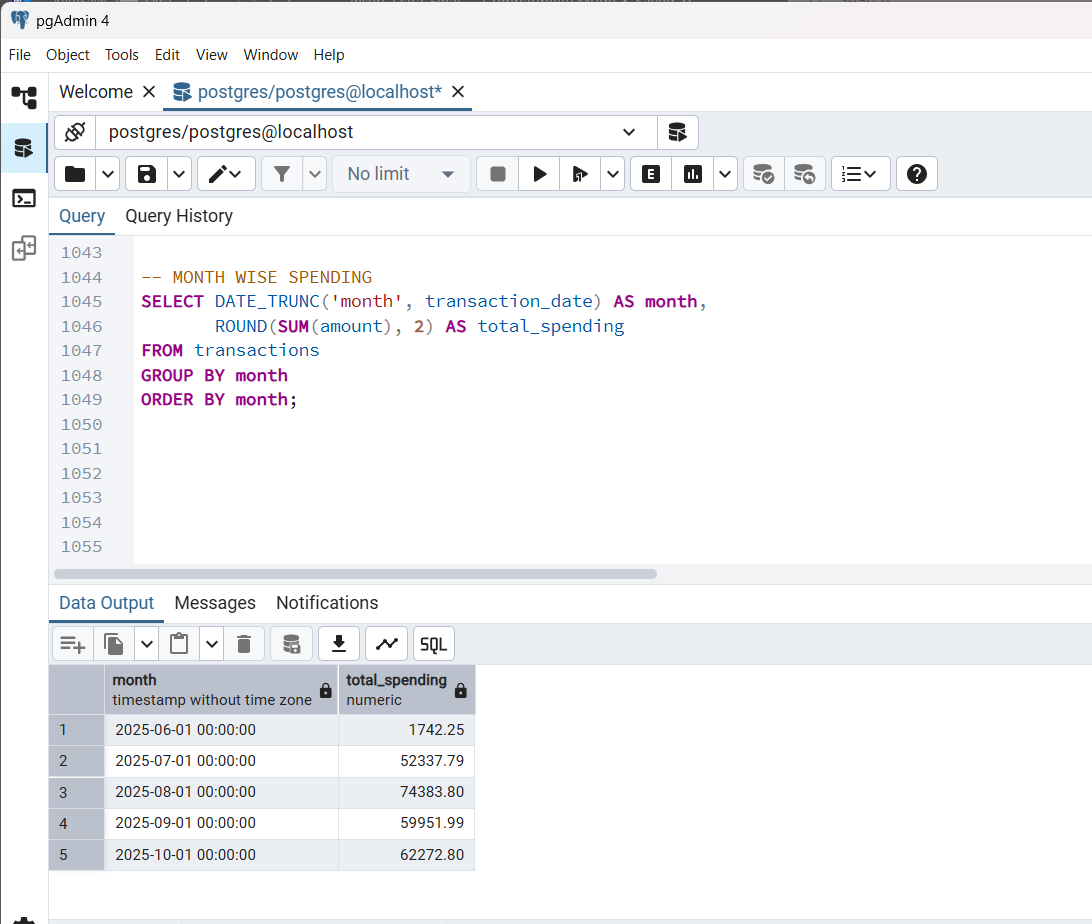 pgAdmin 4
File Object Tools Edit View Window Help
Welcome postgres/postgres@localhost*
postgres/postgres@localhost
No limit
E
Query Query History
1043
1044 -- MONTH WISE SPENDING
1045 SELECT DATE_TRUNC('month', transaction_date) AS month,
1046 ROUND(SUM(amount), 2) AS total_spending
1047 FROM transactions
1048 GROUP BY month
1049 ORDER BY month;
1050
1051
1052
1053
1054
1055
Data Output Messages Notifications
SQL
month total_spending
timestamp without time zone numeric
1 2025-06-01 00:00:00 1742.25
2 2025-07-01 00:00:00 52337.79
3 2025-08-01 00:00:00 74383.80
4 2025-09-01 00:00:00 59951.99
5 2025-10-01 00:00:00 62272.80